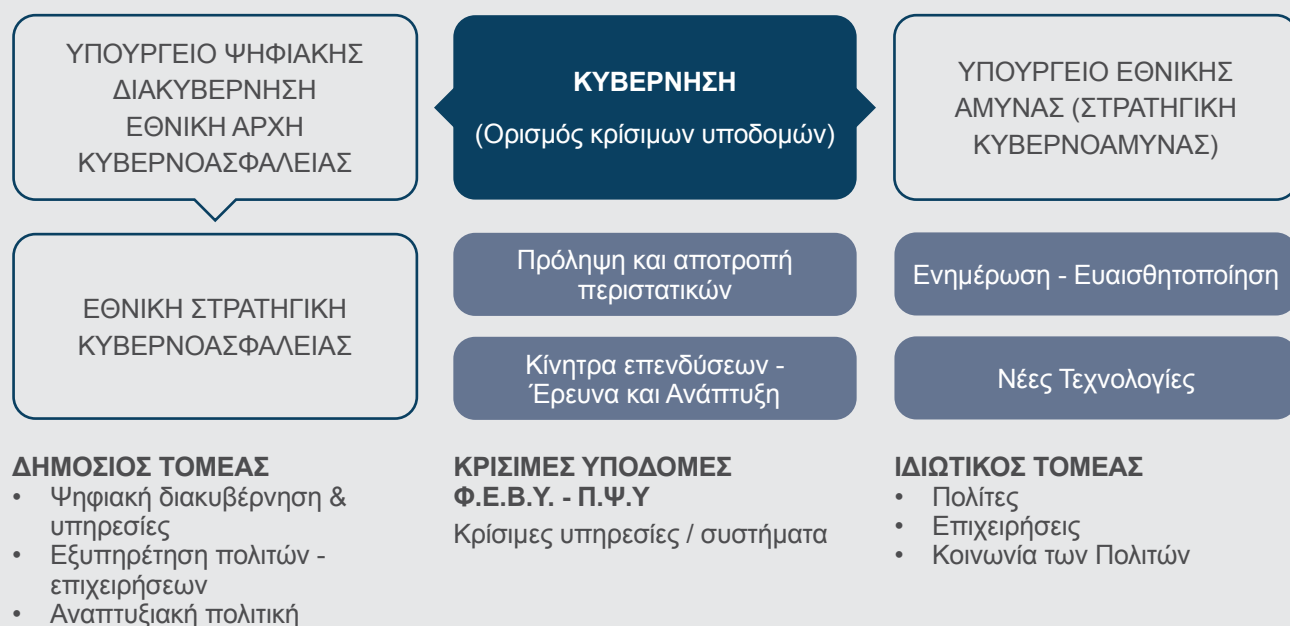 ΥΠΟΥΡΓΕΙΟ ΨΗΦΙΑΚΗΣ
ΔΙΑΚΥΒΕΡΝΗΣΗ
ΕΘΝΙΚΗ ΑΡΧΗ
ΚΥΒΕΡΝΟΑΣΦΑΛΕΙΑΣ
ΚΥΒΕΡΝΗΣΗ
(Ορισμός κρίσιμων υποδομών)
ΥΠΟΥΡΓΕΙΟ ΕΘΝΙΚΗΣ
ΑΜΥΝΑΣ (ΣΤΡΑΤΗΓΙΚΗ
ΚΥΒΕΡΝΟΑΜΥΝΑΣ)
ΕΘΝΙΚΗ ΣΤΡΑΤΗΓΙΚΗ
ΚΥΒΕΡΝΟΑΣΦΑΛΕΙΑΣ
Πρόληψη και αποτροπή
περιστατικών
Ενημέρωση - Ευαισθητοποίηση
Κίνητρα επενδύσεων -
Έρευνα και Ανάπτυξη
Νέες Τεχνολογίες
ΔΗΜΟΣΙΟΣ ΤΟΜΕΑΣ
• Ψηφιακή διακυβέρνηση &
υπηρεσίες
• Εξυπηρέτηση πολιτών -
επιχειρήσεων
• Αναπτυξιακή πολιτική
ΚΡΙΣΙΜΕΣ ΥΠΟΔΟΜΕΣ
Φ.Ε.Β.Υ. - Π.Ψ.Υ
Κρίσιμες υπηρεσίες / συστήματα
ΙΔΙΩΤΙΚΟΣ ΤΟΜΕΑΣ
• Πολίτες
• Επιχειρήσεις
• Κοινωνία των Πολιτών